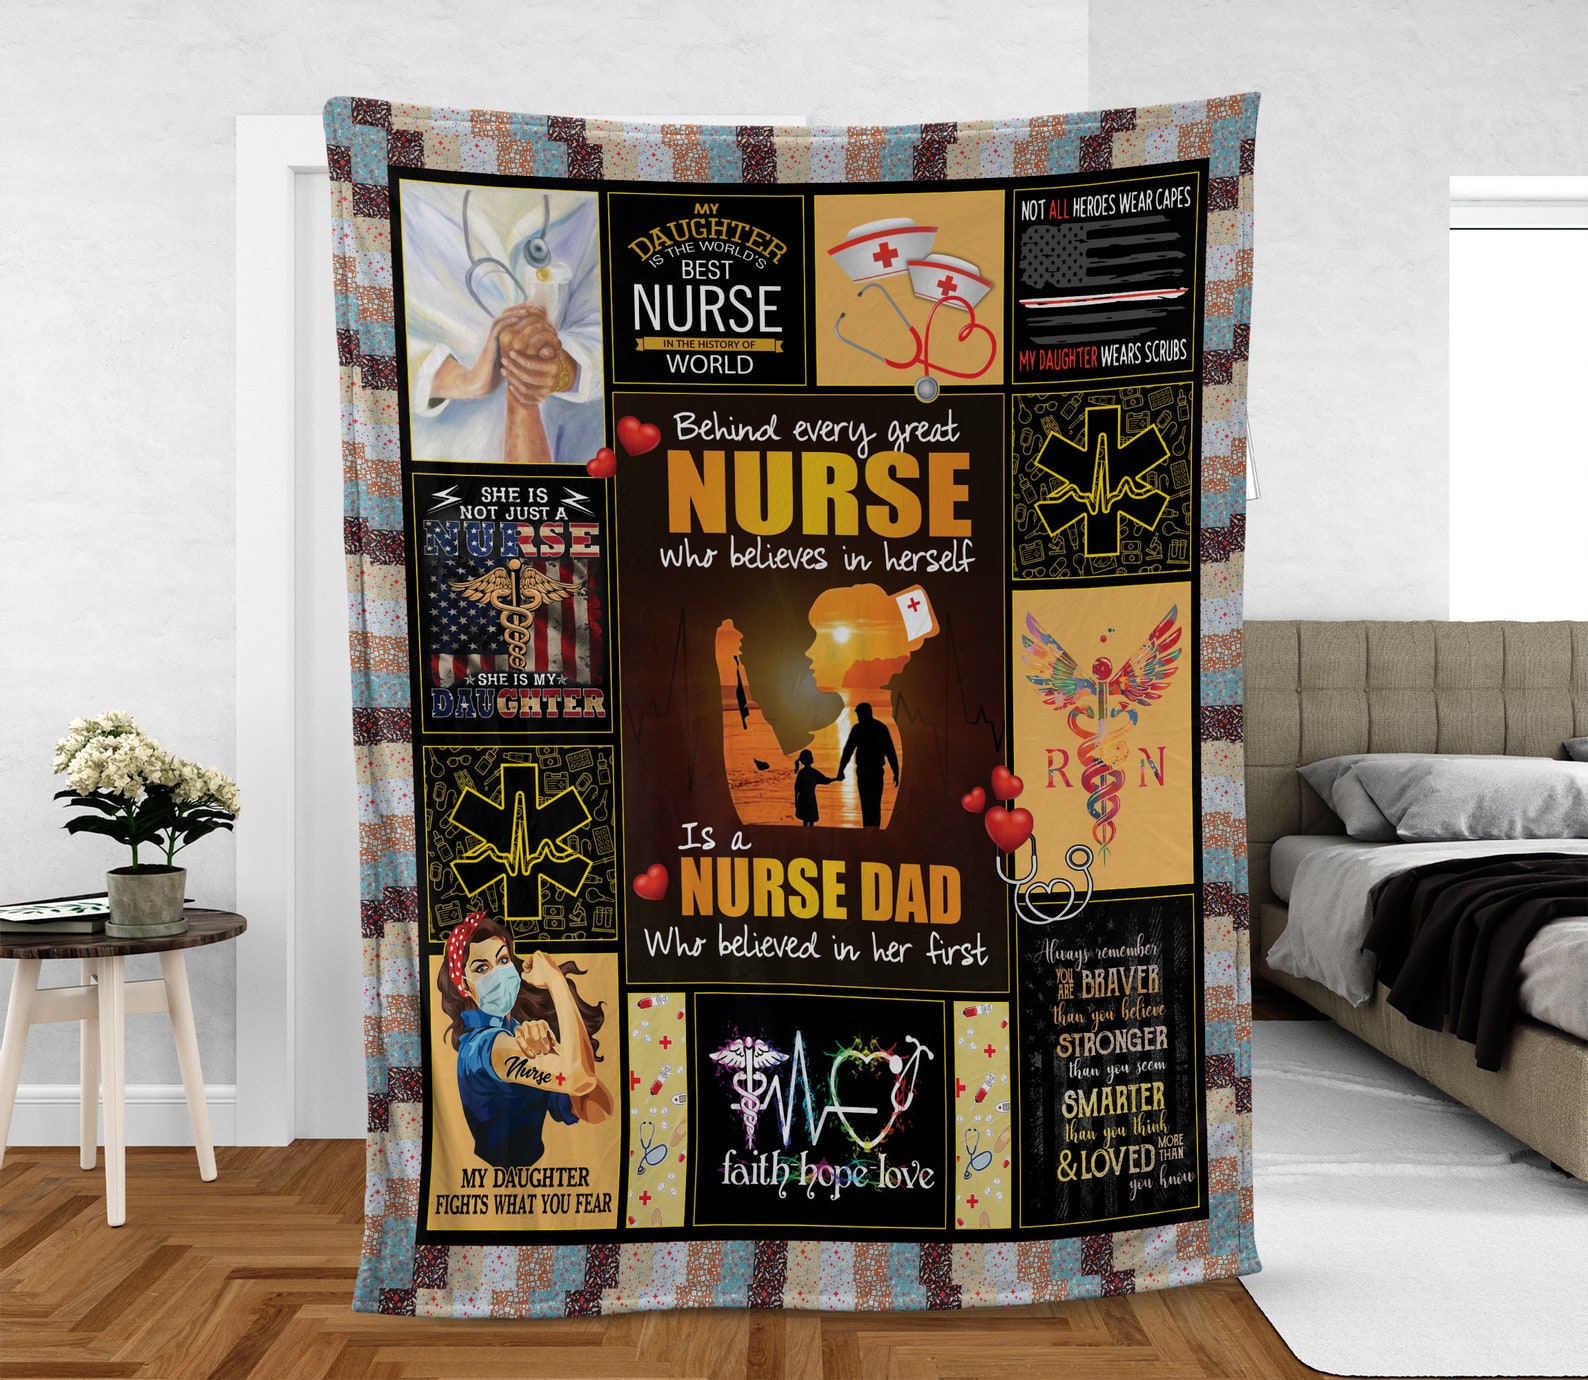 MY
DAUGHTER
IS THE WORLD'S
BEST
NURSE
IN THE HISTORY OF
WORLD
NOT ALL HEROES WEAR CAPES
MY DAUGHTER WEARS SCRUBS
Behind every great
NURSE
who believes in herself
Is a
NURSE DAD
Who believed in her first
SHE IS
NOT JUST A
NURSE
SHE IS MY
DAUGHTER
R N
Nurse
MY DAUGHTER
FIGHTS WHAT YOU FEAR
faith hope love
Always remember
YOU ARE BRAVER
than you believe
STRONGER
than you seem
SMARTER
than you think
& LOVED MORE THAN
you know